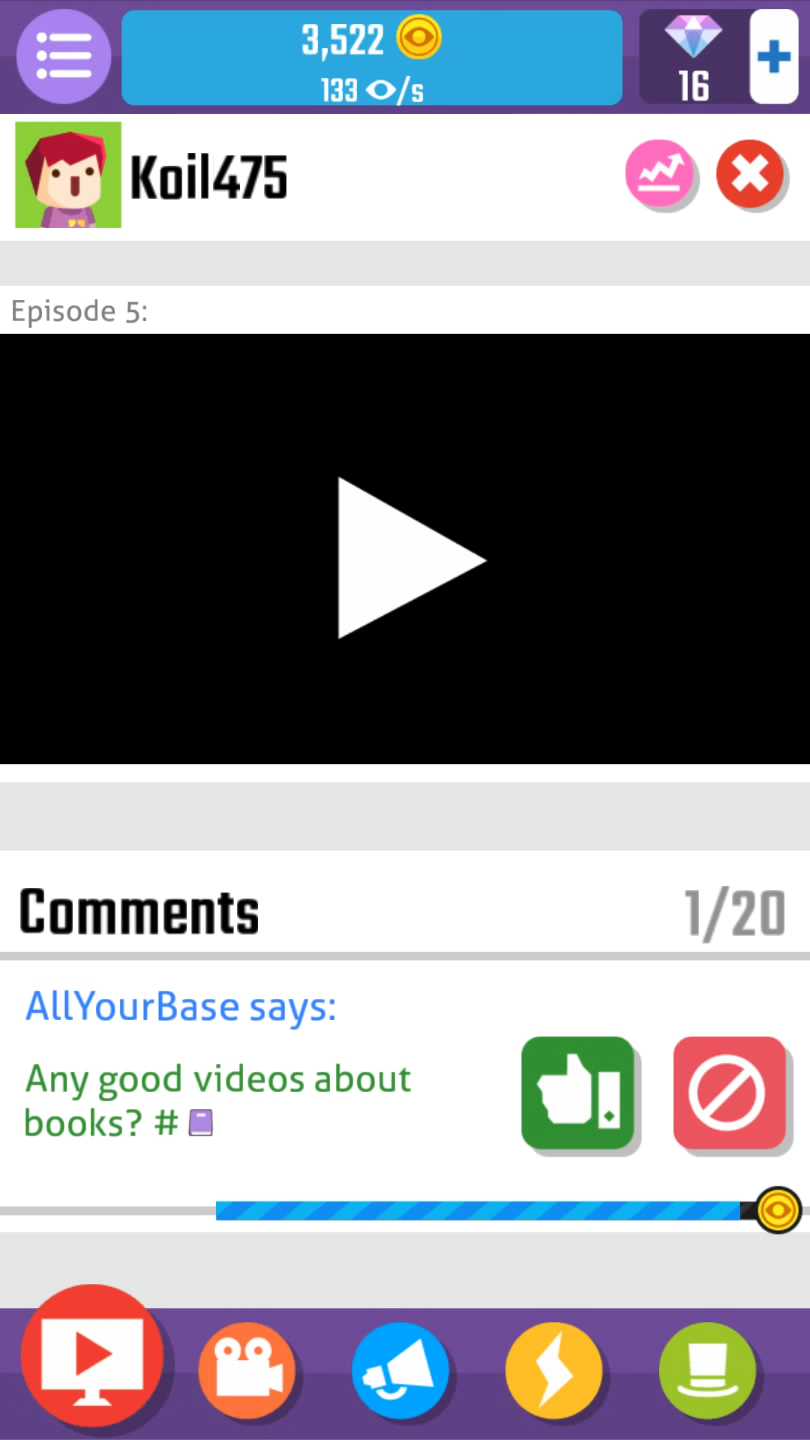 3,522
133 /s
16
Koil475
Episode 5:
Comments
1/20
AllYourBase says:
Any good videos about
books? #